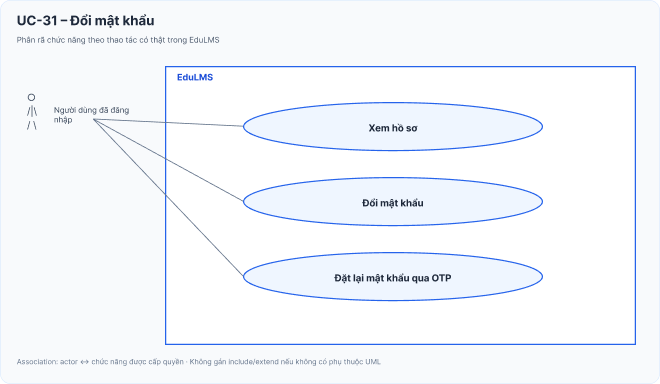 UC-31 – Đổi mật khẩu
Phân rã chức năng theo thao tác có thật trong EduLMS
EduLMS
Người dùng đã đăng
nhập
Xem hồ sơ
Đổi mật khẩu
Đặt lại mật khẩu qua OTP
Association: actor ↔ chức năng được cấp quyền · Không gán include/extend nếu không có phụ thuộc UML